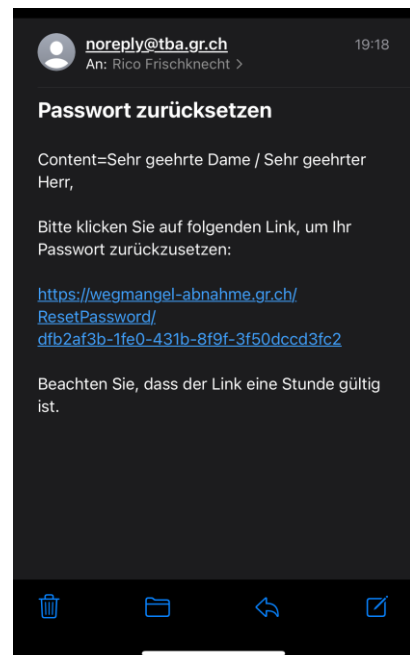 noreply@tba.gr.ch
19:18
An: Rico Frischknecht >
Passwort zurücksetzen
Content=Sehr geehrte Dame / Sehr geehrter
Herr,
Bitte klicken Sie auf folgenden Link, um Ihr
Passwort zurückzusetzen:
https://wegmangel-abnahme.gr.ch/
ResetPassword/
dfb2af3b-1fe0-431b-8f9f-3f50dccd3fc2
Beachten Sie, dass der Link eine Stunde gültig
ist.